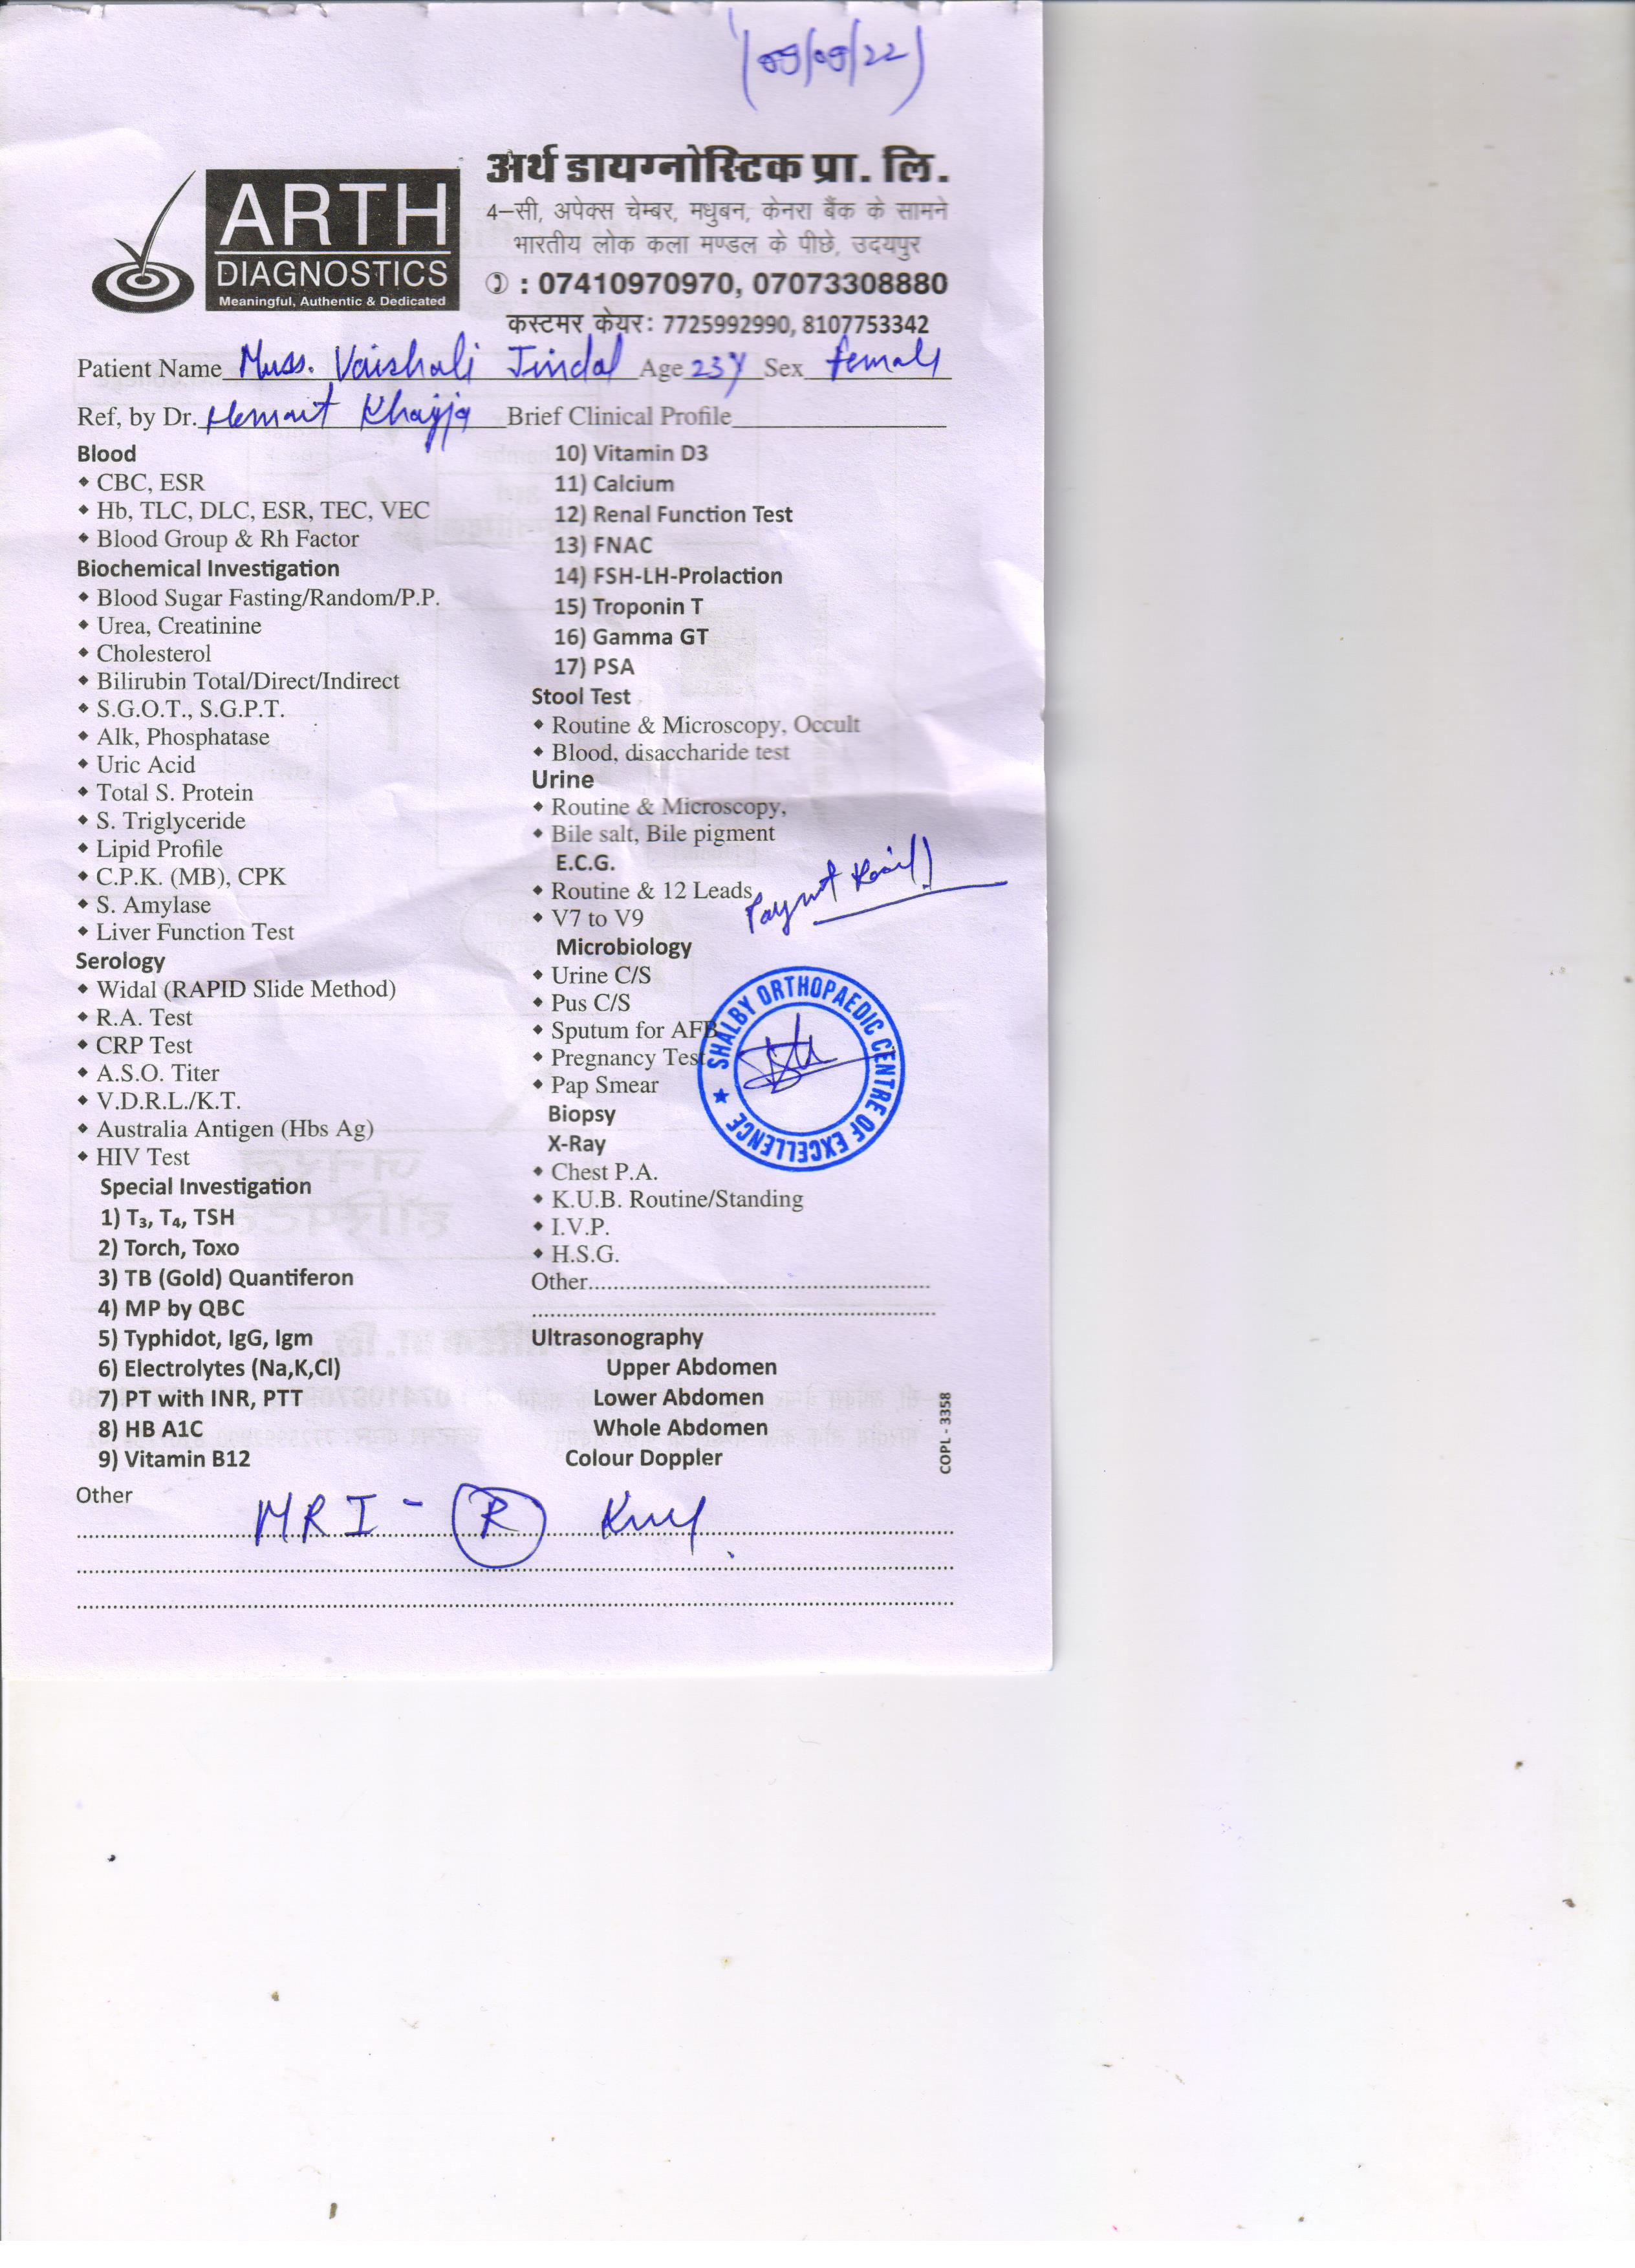 (09/09/22)
ARTH
DIAGNOSTICS
Meaningful, Authentic & Dedicated
अर्थ डायग्नोस्टिक प्रा. लि.
4–सी, अपेक्स चेम्बर, मधुबन, केनरा बैंक के सामने
भारतीय लोक कला मण्डल के पीछे, उदयपुर
✆ : 07410970970, 07073308880
कस्टमर केयर: 7725992990, 8107753342
Patient Name Miss. Vaishali Jindal Age 23Y Sex female
Ref, by Dr. Hemant Brief Clinical Profile
Blood
CBC, ESR
Hb, TLC, DLC, ESR, TEC, VEC
Blood Group & Rh Factor
Biochemical Investigation
Blood Sugar Fasting/Random/P.P.
Urea, Creatinine
Cholesterol
Bilirubin Total/Direct/Indirect
S.G.O.T., S.G.P.T.
Alk, Phosphatase
Uric Acid
Total S. Protein
S. Triglyceride
Lipid Profile
C.P.K. (MB), CPK
S. Amylase
Liver Function Test
Serology
Widal (RAPID Slide Method)
R.A. Test
CRP Test
A.S.O. Titer
V.D.R.L./K.T.
Australia Antigen (Hbs Ag)
HIV Test
Special Investigation
1) T₃, T₄, TSH
2) Torch, Toxo
3) TB (Gold) Quantiferon
4) MP by QBC
5) Typhidot, IgG, Igm
6) Electrolytes (Na,K,Cl)
7) PT with INR, PTT
8) HB A1C
9) Vitamin B12
10) Vitamin D3
11) Calcium
12) Renal Function Test
13) FNAC
14) FSH-LH-Prolaction
15) Troponin T
16) Gamma GT
17) PSA
Stool Test
Routine & Microscopy, Occult
Blood, disaccharide test
Urine
Routine & Microscopy,
Bile salt, Bile pigment
E.C.G.
Routine & 12 Leads
V7 to V9
Microbiology
Urine C/S
Pus C/S
Sputum for AFB
Pregnancy Test
Pap Smear
SHALBY ORTHOPAEDIC CENTRE OF EXCELLENCE
Biopsy
X-Ray
Chest P.A.
K.U.B. Routine/Standing
I.V.P.
H.S.G.
Other
Ultrasonography
Upper Abdomen
Lower Abdomen
Whole Abdomen
Colour Doppler
COPL - 3358
Other
MRI - (R) Knee